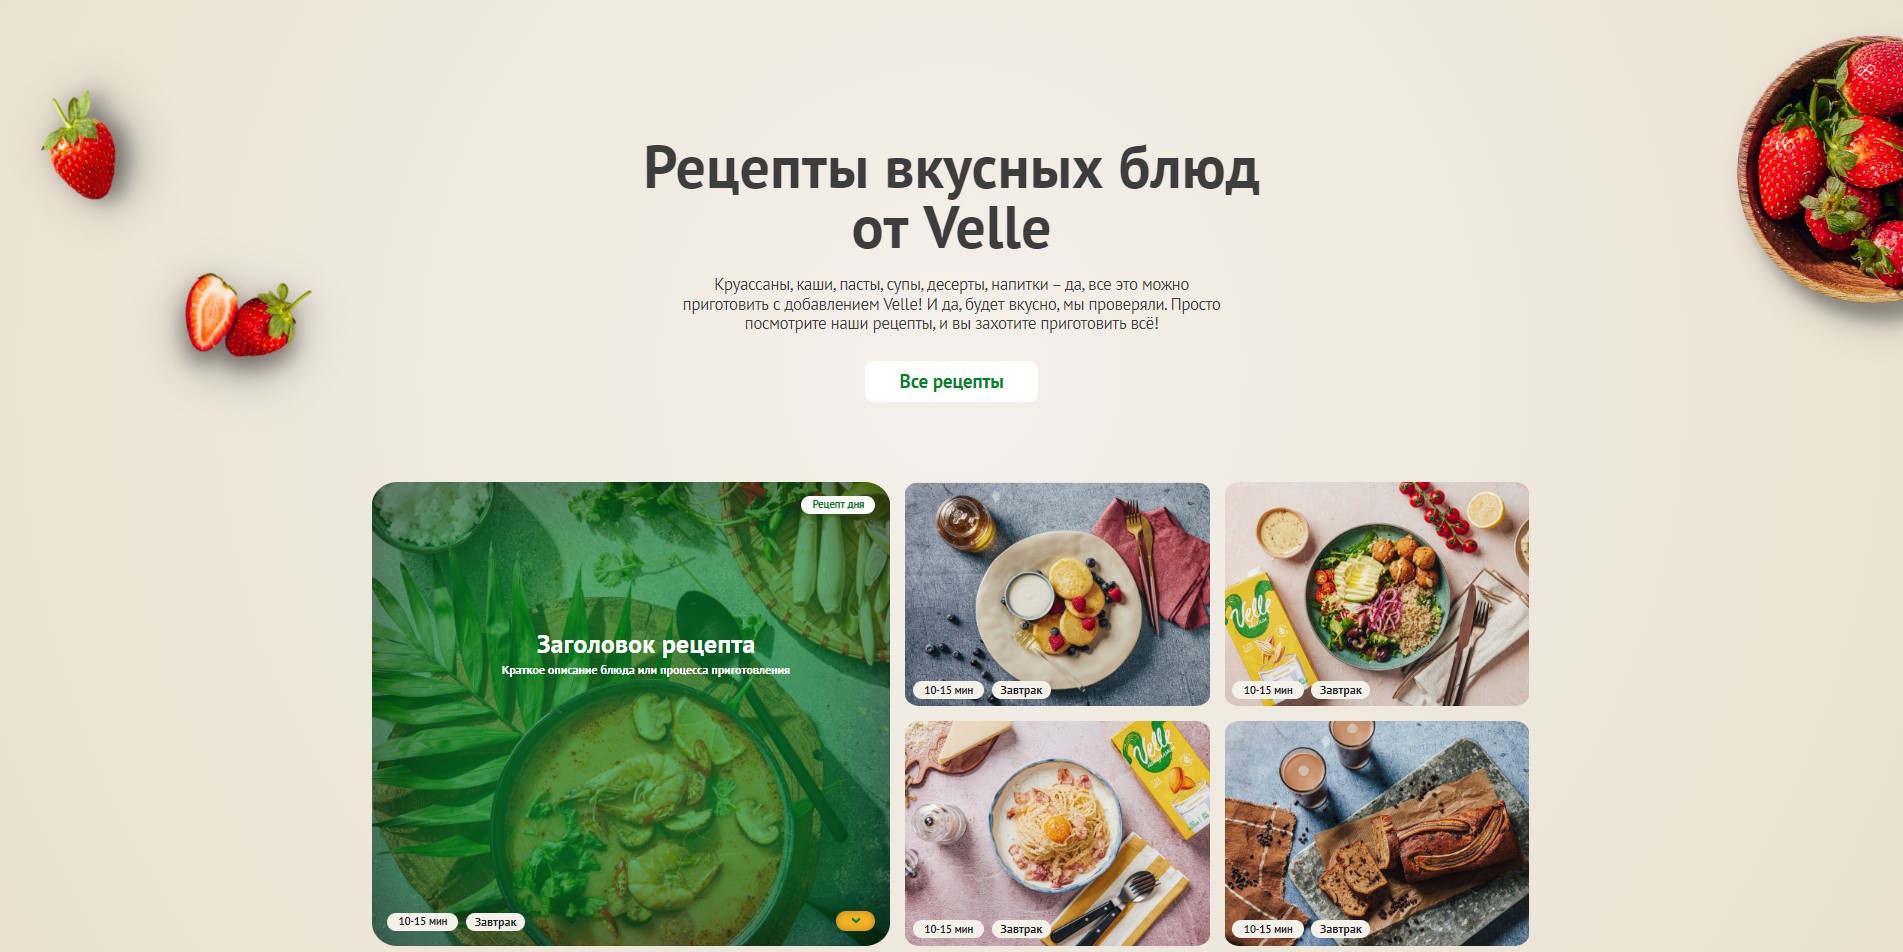 Рецепты вкусных блюд
от Velle
Круассаны, каши, пасты, супы, десерты, напитки – да, все это можно
приготовить с добавлением Velle! И да, будет вкусно, мы проверяли. Просто
посмотрите наши рецепты, и вы захотите приготовить всё!
Все рецепты
Рецепт дня
Заголовок рецепта
Краткое описание блюда или процесса приготовления
10-15 мин Завтрак
10-15 мин Завтрак
Velle
10-15 мин Завтрак
Velle
10-15 мин Завтрак
10-15 мин Завтрак